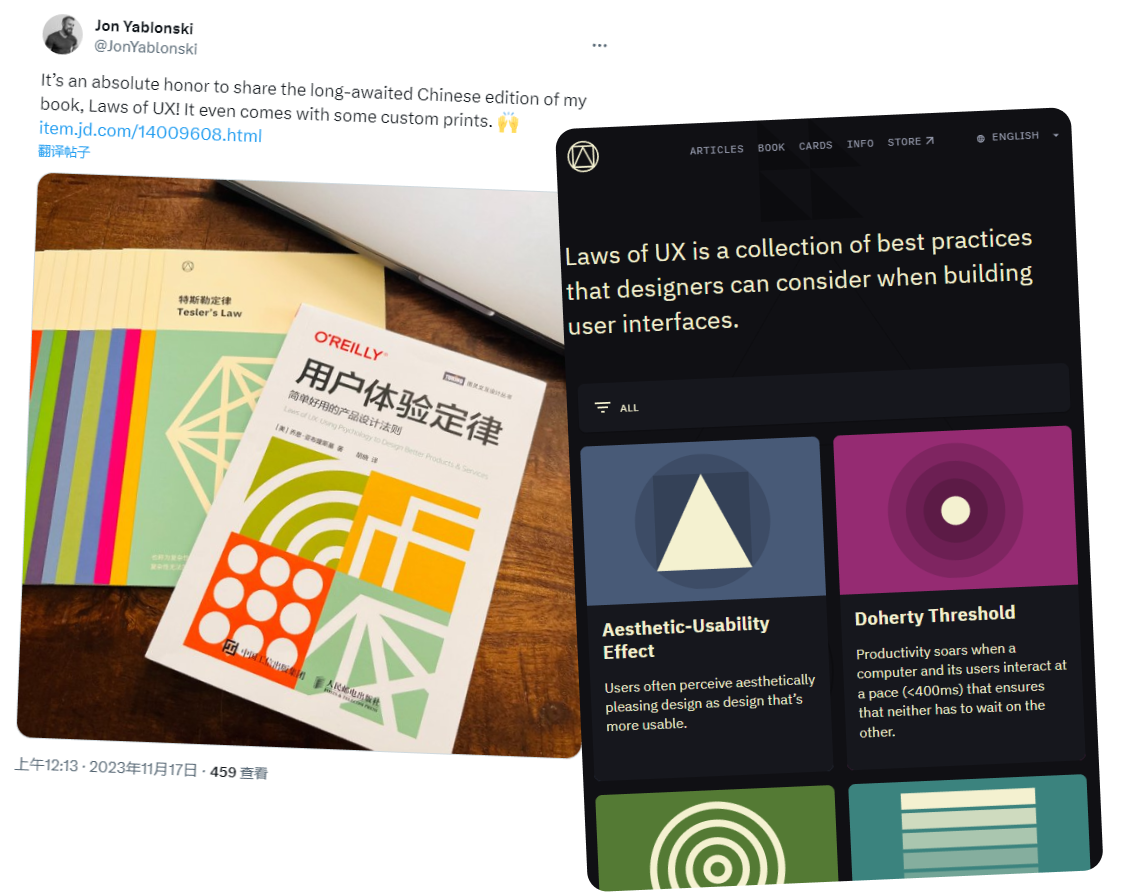 Jon Yablonski
@JonYablonski
It's an absolute honor to share the long-awaited Chinese edition of my
book, Laws of UX! It even comes with some custom prints. 🙌
item.jd.com/14009608.html
翻译帖子
特斯勒定律
Tesler's Law
O'REILLY®
用户体验定律
简单好用的产品设计法则
Laws of UX: Using Psychology to Design Better Products & Services
[美] 乔恩·亚布隆斯基 著
胡晓 译
中国工信出版集团
人民邮电出版社
POSTS & TELECOM PRESS
上午12:13 · 2023年11月17日 · 459 查看
ARTICLES BOOK CARDS INFO STORE ENGLISH
Laws of UX is a collection of best practices
that designers can consider when building
user interfaces.
ALL
Aesthetic-Usability
Effect
Users often perceive aesthetically
pleasing design as design that's
more usable.
Doherty Threshold
Productivity soars when a
computer and its users interact at
a pace (<400ms) that ensures
that neither has to wait on the
other.